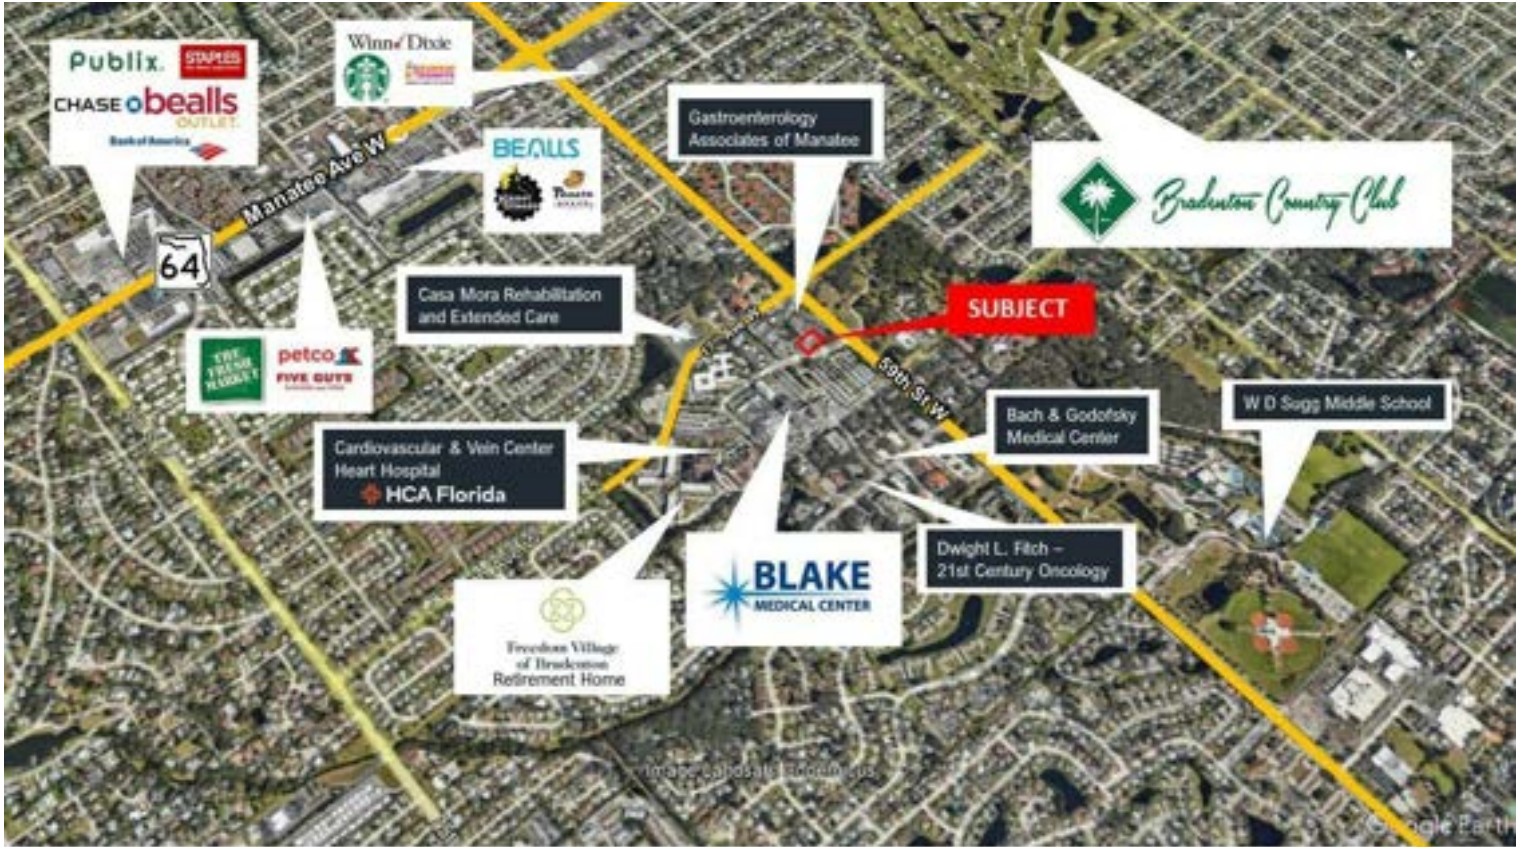 Publix.
STAPLES
CHASE
bealls
OUTLET.
Bank of America
Winn Dixie
Manatee Ave W
64
BEALLS
Panera
Gastroenterology
Associates of Manatee
Bradenton Country Club
Casa Mora Rehabilitation
and Extended Care
SUBJECT
THE
FRESH
MARKET
petco
FIVE GUYS
59th St W
Cardiovascular & Vein Center
Heart Hospital
HCA Florida
Bach & Godofsky
Medical Center
W D Sugg Middle School
Dwight L. Fitch –
21st Century Oncology
BLAKE
MEDICAL CENTER
Freedom Village
of Bradenton
Retirement Home
Google Earth